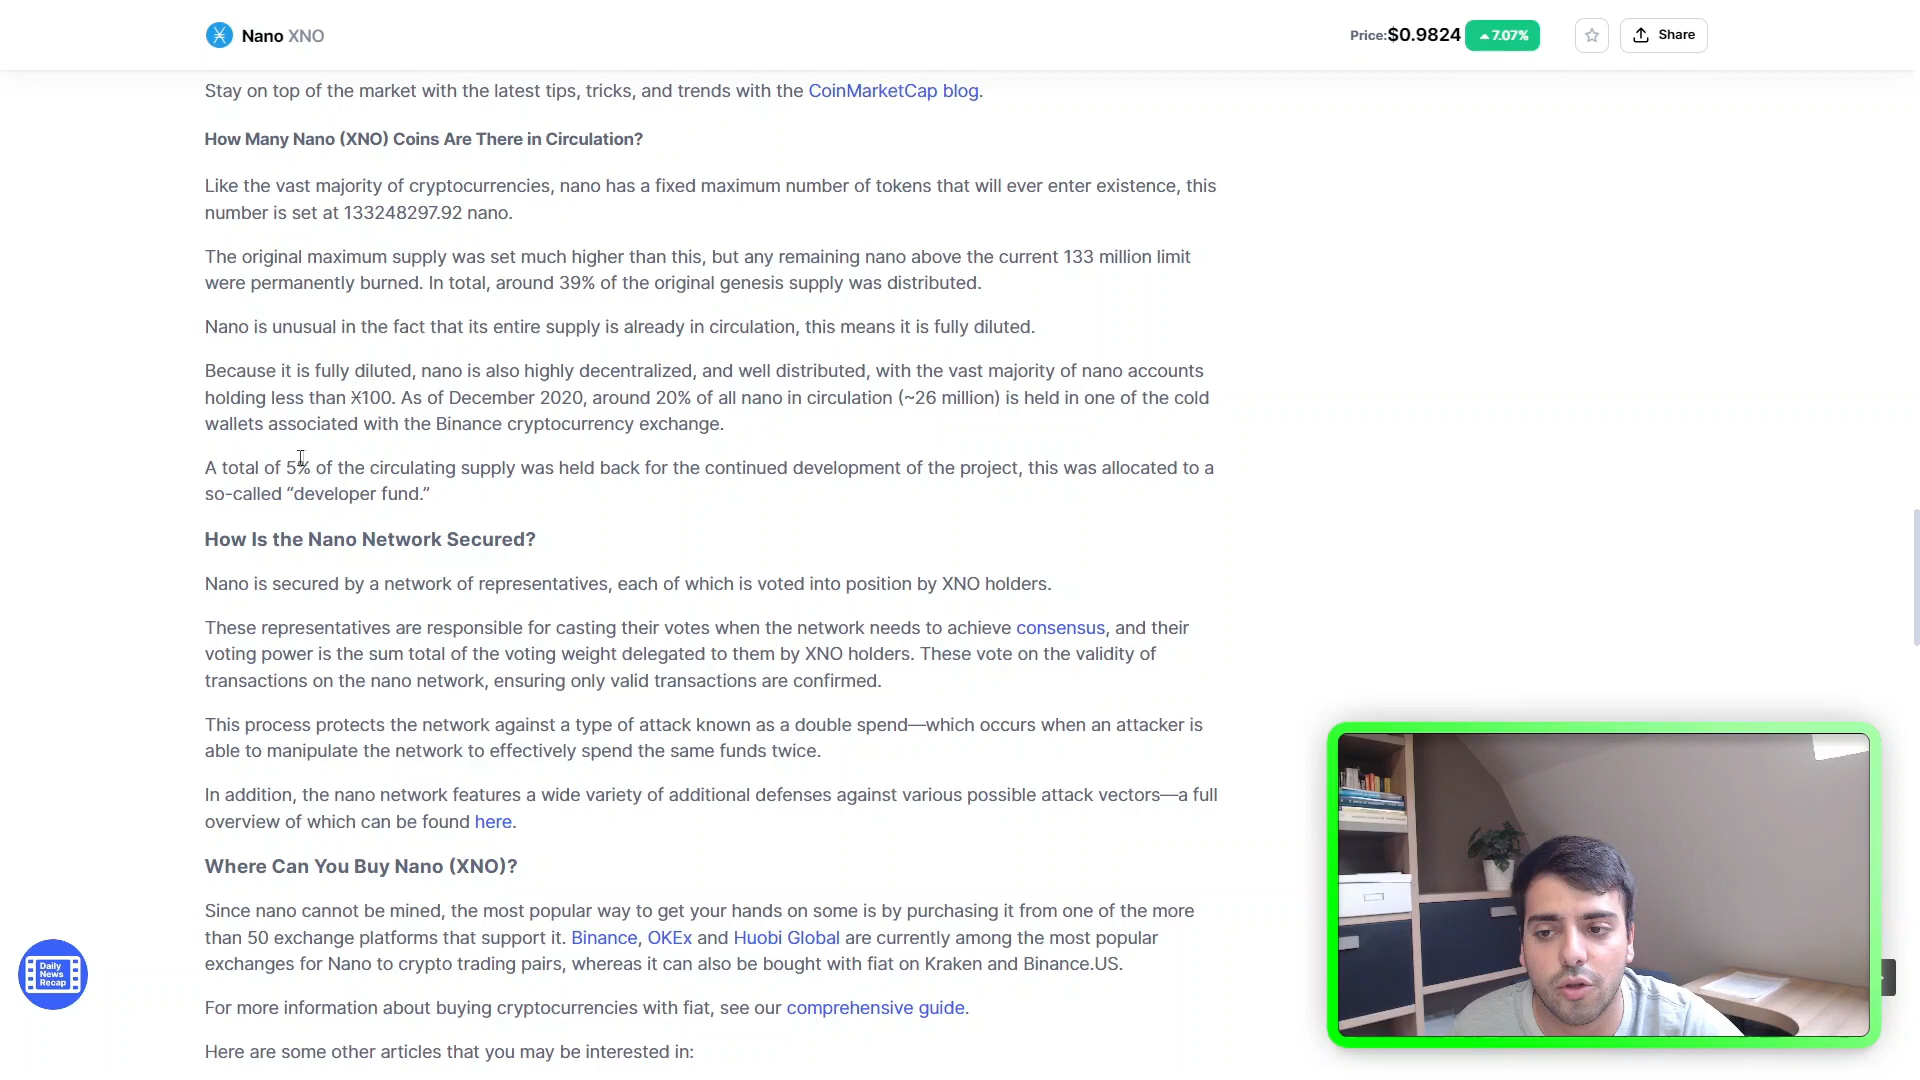 Nano XNO
Price:$0.9824 7.07% Share
Stay on top of the market with the latest tips, tricks, and trends with the CoinMarketCap blog.
How Many Nano (XNO) Coins Are There in Circulation?
Like the vast majority of cryptocurrencies, nano has a fixed maximum number of tokens that will ever enter existence, this
number is set at 133248297.92 nano.
The original maximum supply was set much higher than this, but any remaining nano above the current 133 million limit
were permanently burned. In total, around 39% of the original genesis supply was distributed.
Nano is unusual in the fact that its entire supply is already in circulation, this means it is fully diluted.
Because it is fully diluted, nano is also highly decentralized, and well distributed, with the vast majority of nano accounts
holding less than Ӿ100. As of December 2020, around 20% of all nano in circulation (~26 million) is held in one of the cold
wallets associated with the Binance cryptocurrency exchange.
A total of 5% of the circulating supply was held back for the continued development of the project, this was allocated to a
so-called “developer fund.”
How Is the Nano Network Secured?
Nano is secured by a network of representatives, each of which is voted into position by XNO holders.
These representatives are responsible for casting their votes when the network needs to achieve consensus, and their
voting power is the sum total of the voting weight delegated to them by XNO holders. These vote on the validity of
transactions on the nano network, ensuring only valid transactions are confirmed.
This process protects the network against a type of attack known as a double spend—which occurs when an attacker is
able to manipulate the network to effectively spend the same funds twice.
In addition, the nano network features a wide variety of additional defenses against various possible attack vectors—a full
overview of which can be found here.
Where Can You Buy Nano (XNO)?
Since nano cannot be mined, the most popular way to get your hands on some is by purchasing it from one of the more
than 50 exchange platforms that support it. Binance, OKEx and Huobi Global are currently among the most popular
exchanges for Nano to crypto trading pairs, whereas it can also be bought with fiat on Kraken and Binance.US.
For more information about buying cryptocurrencies with fiat, see our comprehensive guide.
Here are some other articles that you may be interested in:
Daily
News
Recap